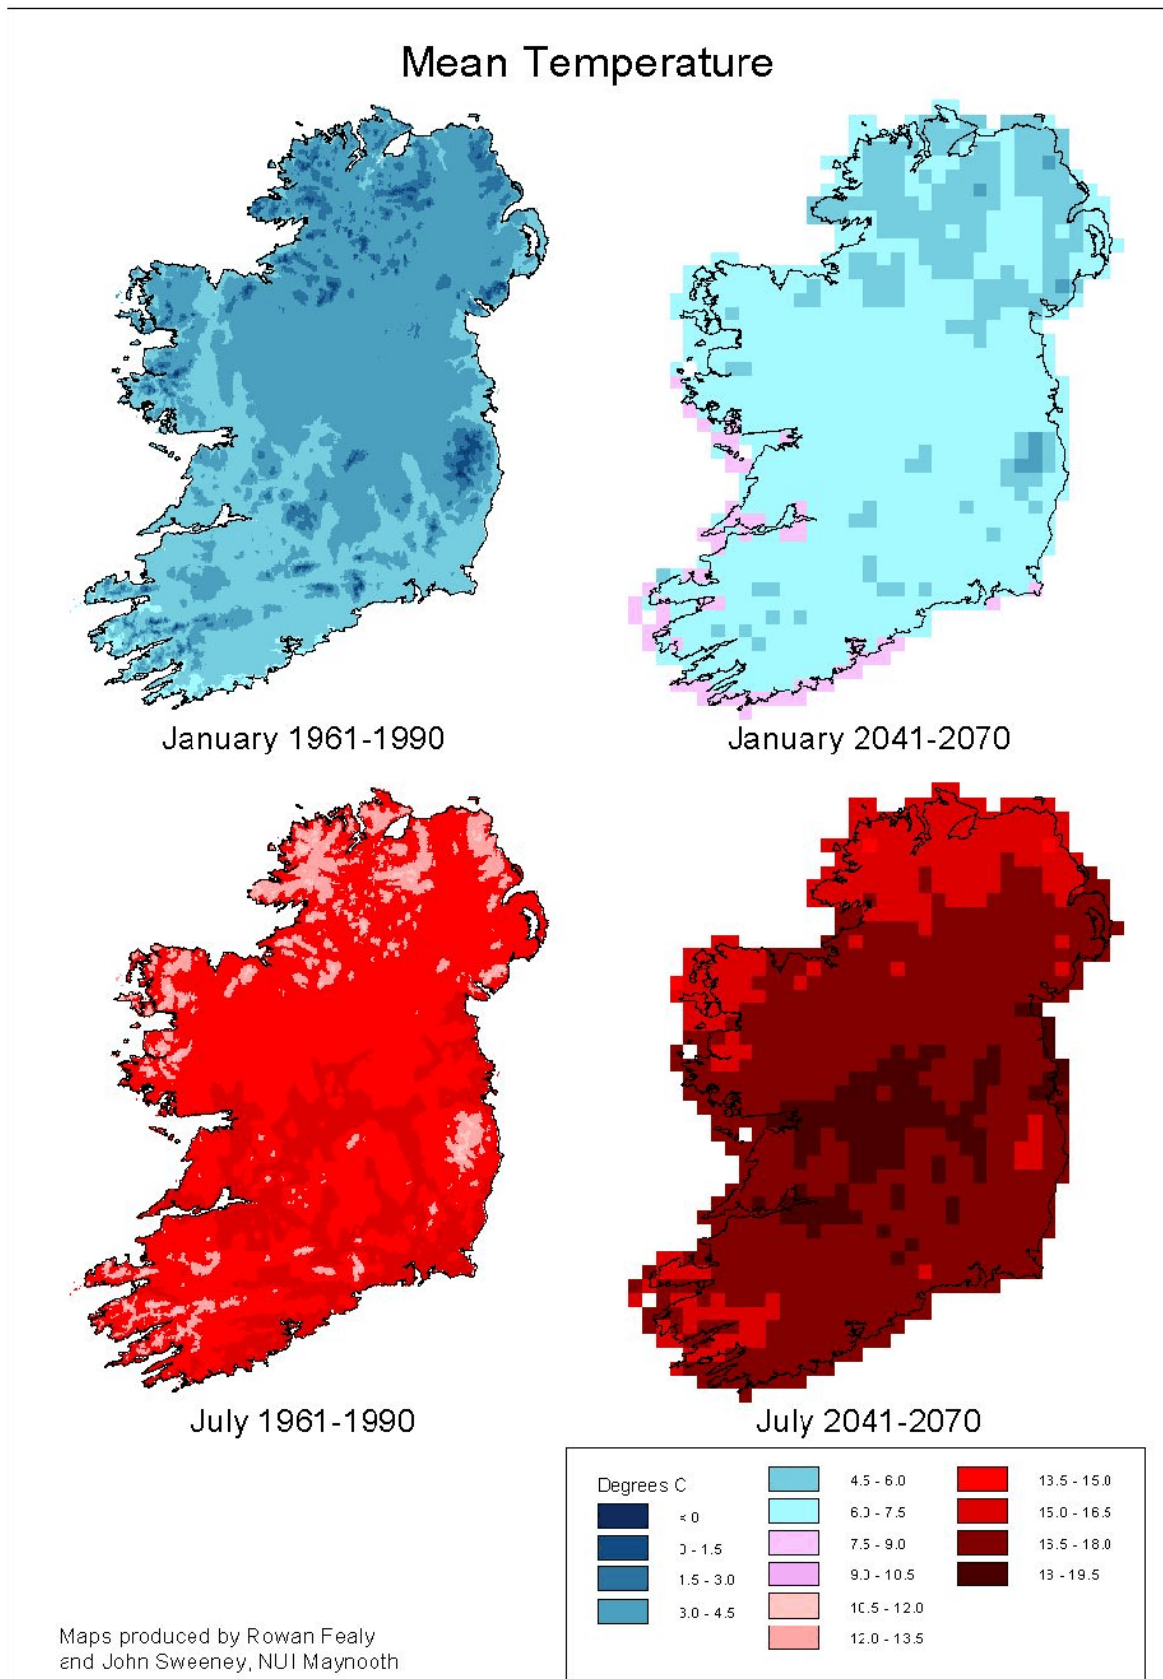 Mean Temperature
January 1961-1990
January 2041-2070
July 1961-1990
July 2041-2070
Degrees C
< 0
0 - 1.5
1.5 - 3.0
3.0 - 4.5
4.5 - 6.0
6.0 - 7.5
7.5 - 9.0
9.0 - 10.5
10.5 - 12.0
12.0 - 13.5
13.5 - 15.0
15.0 - 16.5
16.5 - 18.0
18 - 19.5
Maps produced by Rowan Fealy
and John Sweeney, NUI Maynooth